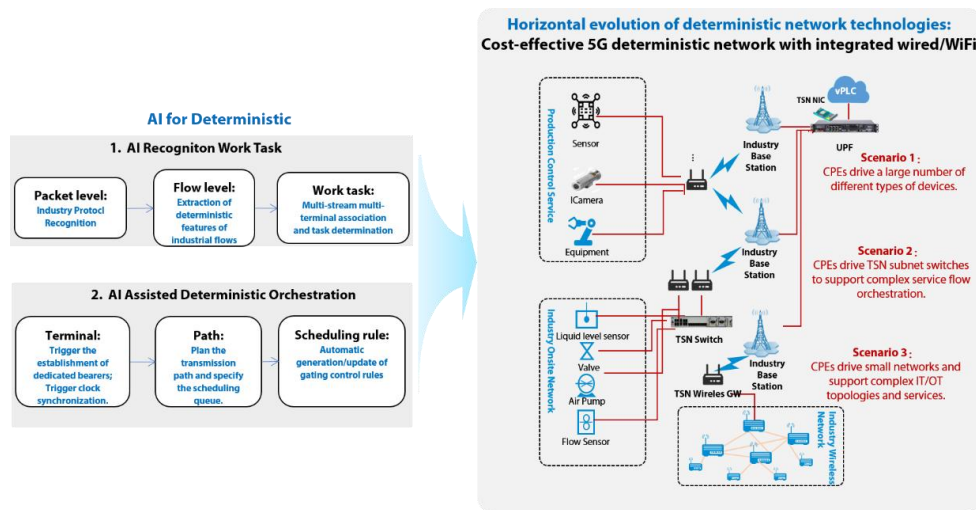 AI for Deterministic
1. AI Recogniton Work Task
Packet level:
Industry Protocl
Recognition
Flow level:
Extraction of
deterministic
features of
industrial flows
Work task:
Multi-stream multi-
terminal association
and task determination
2. AI Assisted Deterministic Orchestration
Terminal:
Trigger the
establishment of
dedicated bearers;
Trigger clock
synchronization.
Path:
Plan the
transmission
path and specify
the scheduling
queue.
Scheduling rule:
Automatic
generation/update of
gating control rules
Horizontal evolution of deterministic network technologies:
Cost-effective 5G deterministic network with integrated wired/WiFi
Production Control Service
Sensor
ICamera
Equipment
...
Industry
Base
Station
TSN NIC
vPLC
UPF
Industry
Base
Station
Scenario 1:
CPEs drive a large number of
different types of devices.
Scenario 2:
CPEs drive TSN subnet switches
to support complex service flow
orchestration.
Industry Onsite Network
Liquid level sensor
Valve
Air Pump
Flow Sensor
TSN Switch
Industry
Base
Station
TSN Wireles GW
Scenario 3:
CPEs drive small networks and
support complex IT/OT
topologies and services.
Industry Wireless
Network